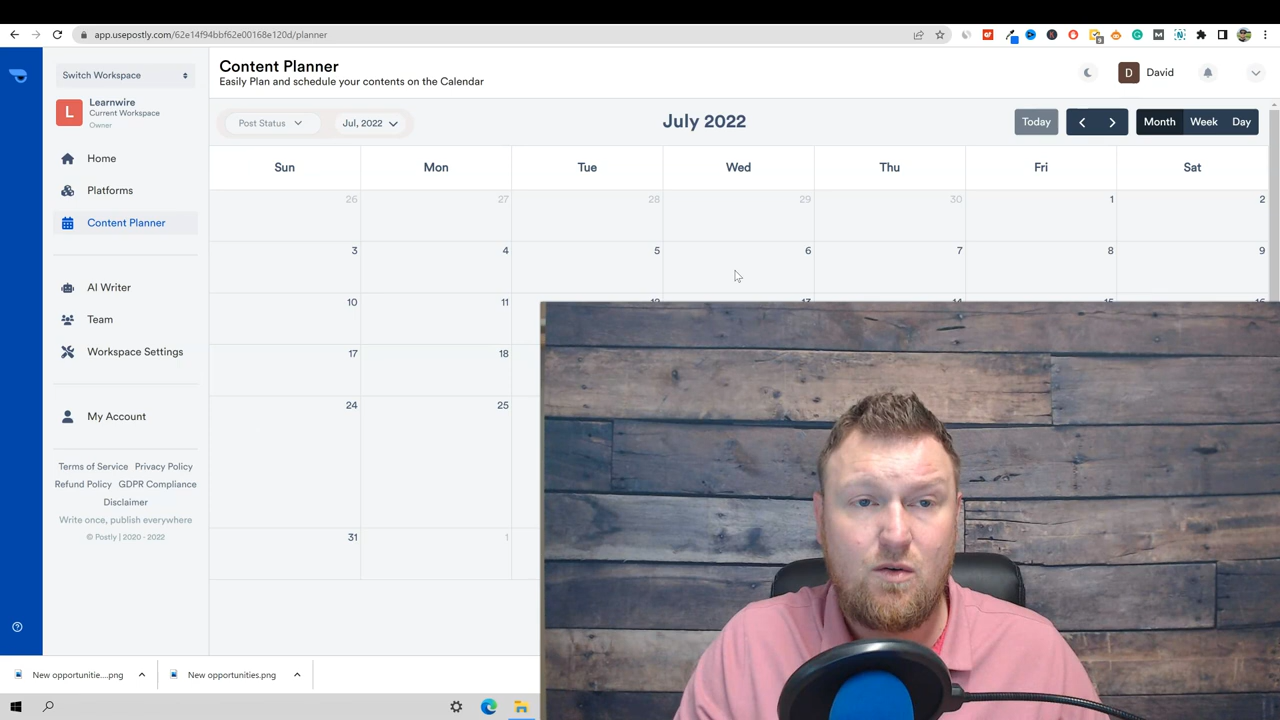 app.usepostly.com/62e14f94bbf62e00168e120d/planner
Switch Workspace
L
Learnwire
Current Workspace
Owner
Home
Platforms
Content Planner
AI Writer
Team
Workspace Settings
My Account
Terms of Service Privacy Policy
Refund Policy GDPR Compliance
Disclaimer
Write once, publish everywhere
© Postly | 2020 - 2022
Content Planner
Easily Plan and schedule your contents on the Calendar
D David
Post Status Jul, 2022
July 2022
Today Month Week Day
Sun Mon Tue Wed Thu Fri Sat
26 27 28 29 30 1 2
3 4 5 6 7 8 9
10 11
17 18
24 25
31 1
New opportunitie....png New opportunities.png